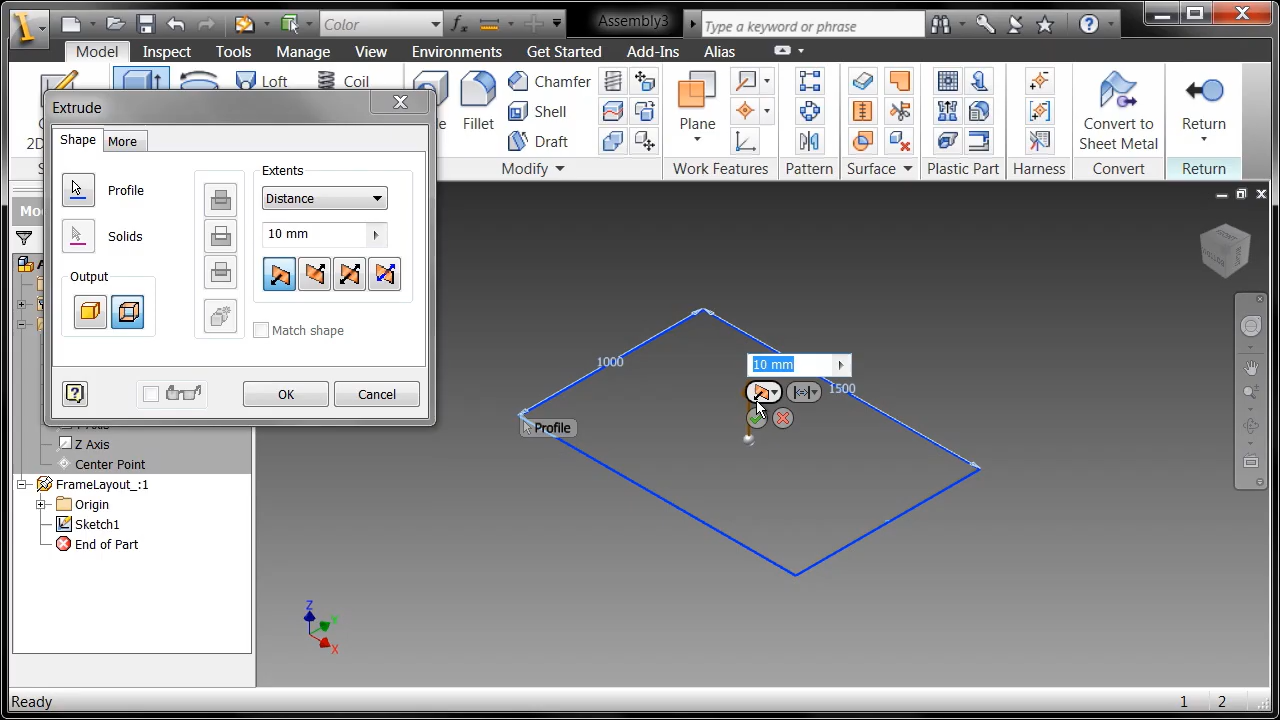 Color
Assembly3
Type a keyword or phrase
Model
Inspect
Tools
Manage
View
Environments
Get Started
Add-Ins
Vault
Alias
Loft
Coil
Chamfer
Shell
Draft
Fillet
Plane
Convert to
Sheet Metal
Return
Modify
Work Features
Pattern
Surface
Plastic Part
Harness
Convert
Return
Extrude
Shape
More
Profile
Solids
Output
Extents
Distance
10 mm
Match shape
OK
Cancel
Z Axis
Center Point
FrameLayout_:1
Origin
Sketch1
End of Part
1000
10 mm
1500
Profile
Z
X
Ready
1
2